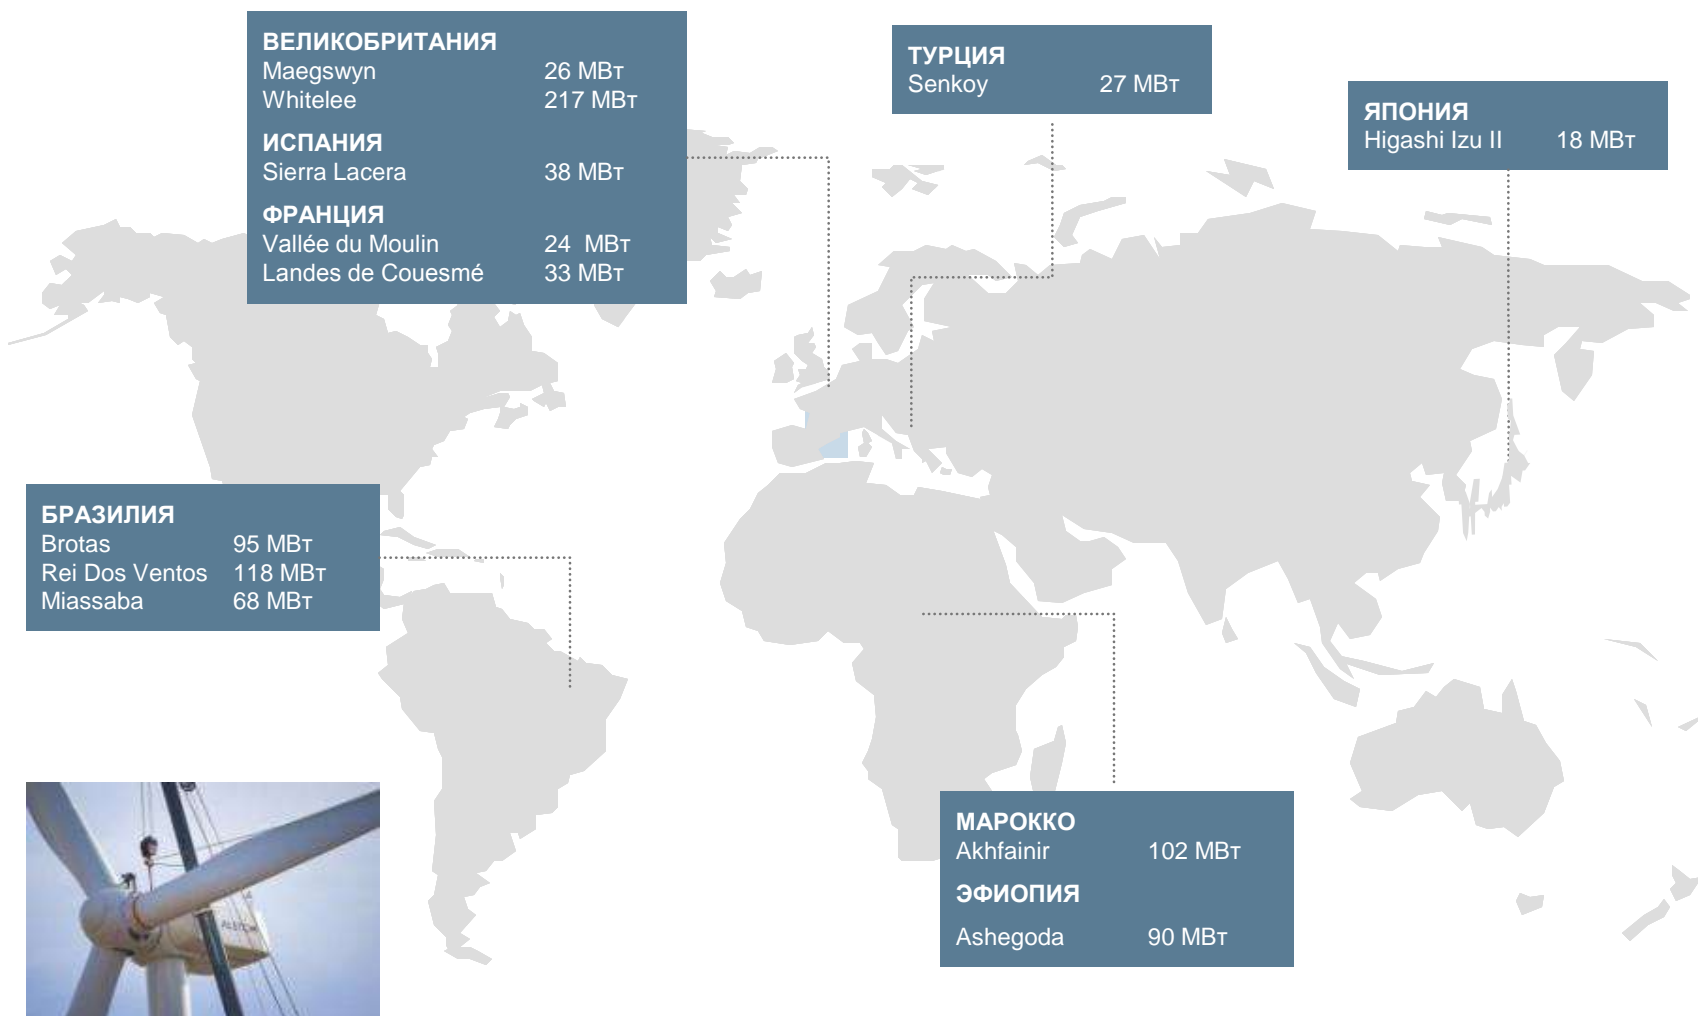 ВЕЛИКОБРИТАНИЯ
Maegswyn 26 МВт
Whitelee 217 МВт
ИСПАНИЯ
Sierra Lacera 38 МВт
ФРАНЦИЯ
Vallée du Moulin 24 МВт
Landes de Couesmé 33 МВт
ТУРЦИЯ
Senkoy 27 МВт
ЯПОНИЯ
Higashi Izu II 18 МВт
БРАЗИЛИЯ
Brotas 95 МВт
Rei Dos Ventos 118 МВт
Miassaba 68 МВт
МАРОККО
Akhfainir 102 МВт
ЭФИОПИЯ
Ashegoda 90 МВт